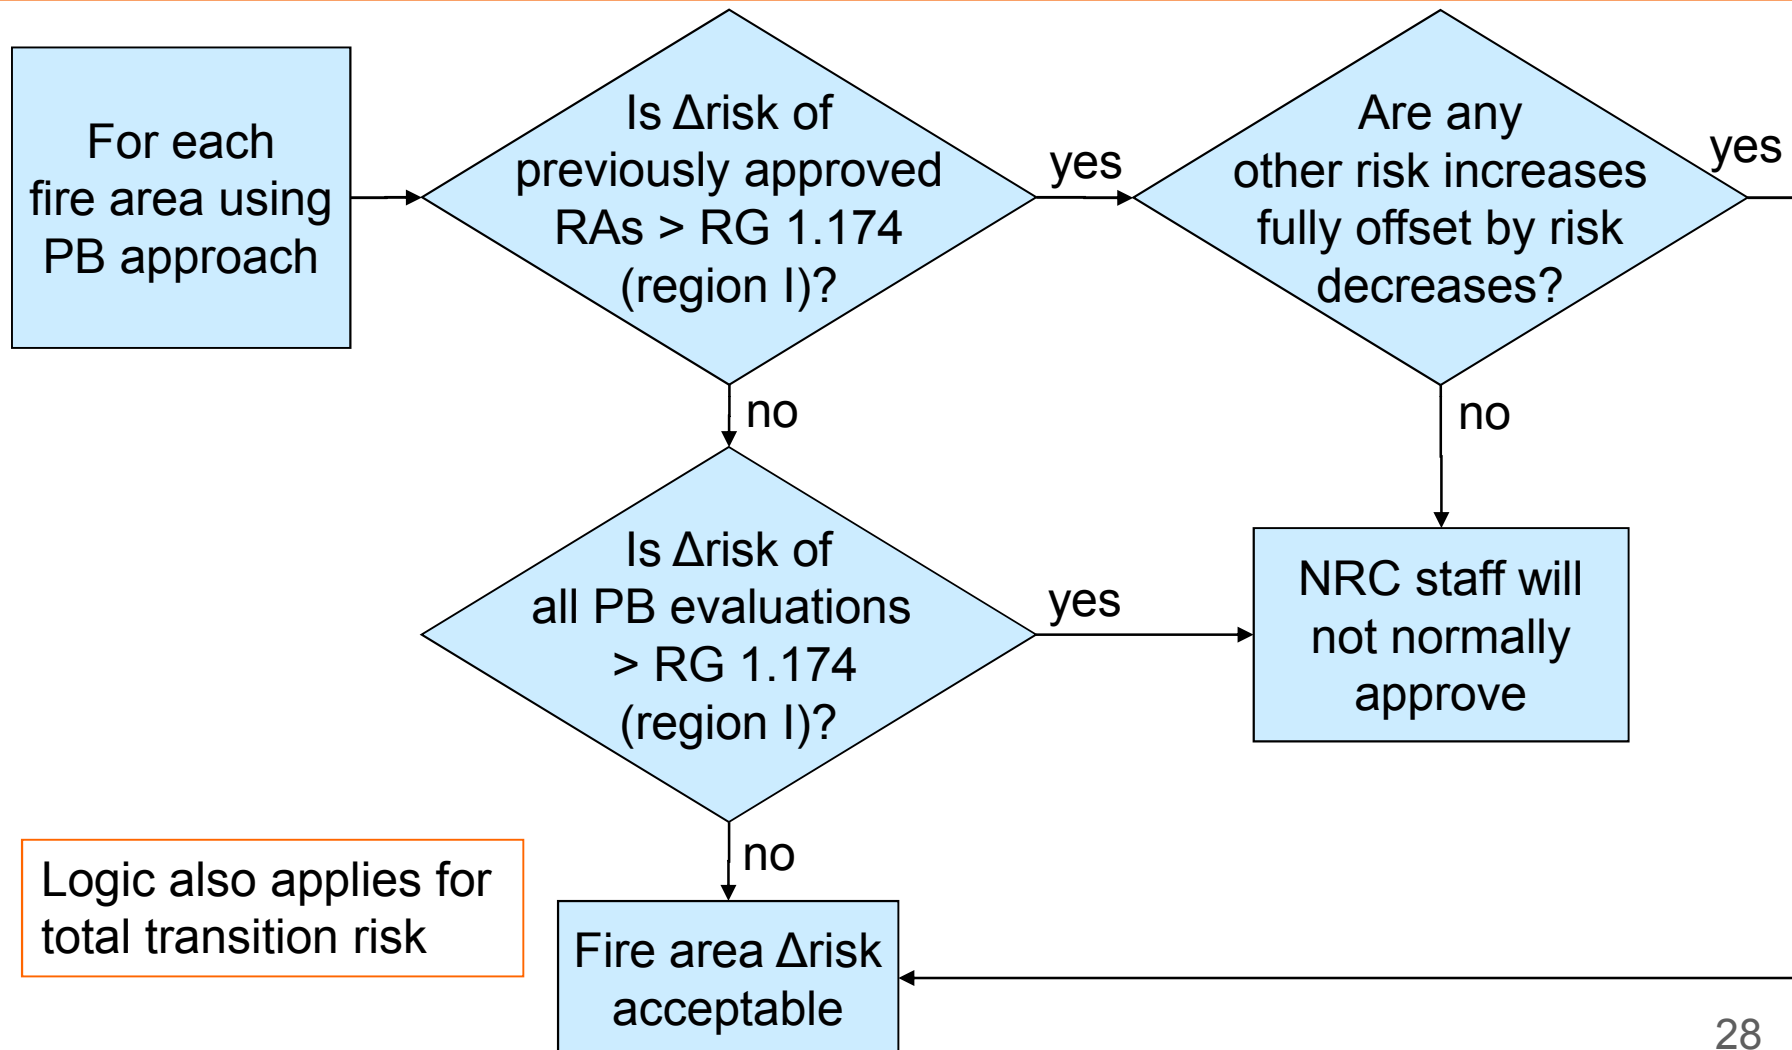 For each
fire area using
PB approach
Is Δrisk of
previously approved
RAs > RG 1.174
(region I)?
yes
Are any
other risk increases
fully offset by risk
decreases?
yes
no
no
Is Δrisk of
all PB evaluations
> RG 1.174
(region I)?
yes
NRC staff will
not normally
approve
no
Logic also applies for
total transition risk
Fire area Δrisk
acceptable
28